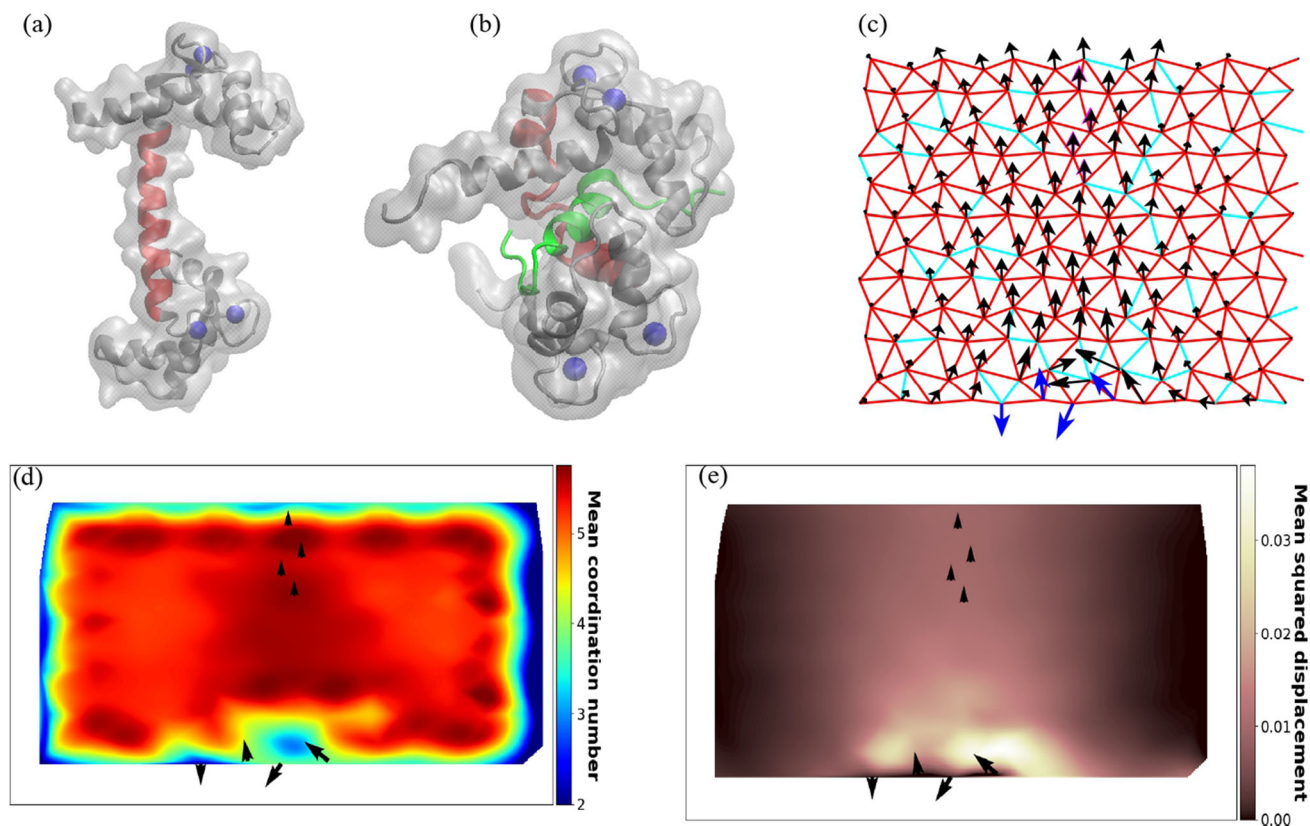 (a)
(b)
(c)
(d)
Mean coordination number
5
4
3
2
(e)
Mean squared displacement
0.03
0.02
0.01
0.00